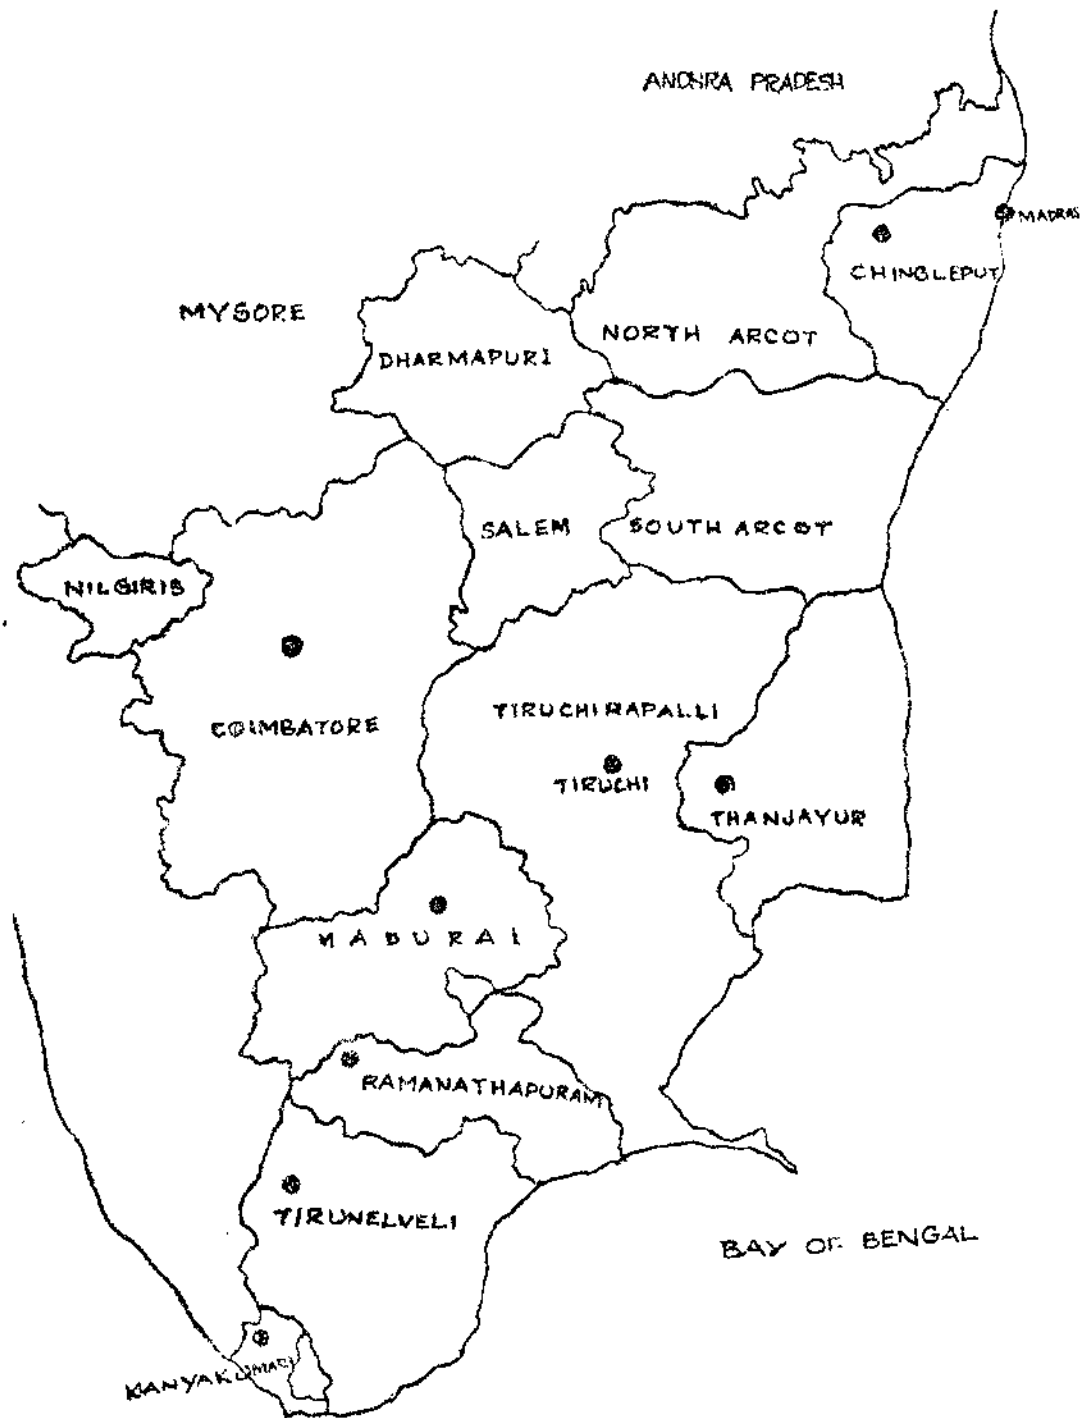 ANDHRA PRADESH
MADRAS
CHINGLEPUT
MYSORE
NORTH ARCOT
DHARMAPURI
SALEM
SOUTH ARCOT
NILGIRIS
COIMBATORE
TIRUCHIRAPALLI
TIRUCHI
THANJAYUR
MADURAI
RAMANATHAPURAM
TIRUNELVELI
BAY OF BENGAL
KANYAKUMARI